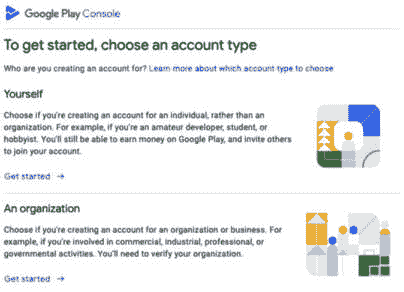 Google Play Console
To get started, choose an account type
Who are you creating an account for? Learn more about which account type to choose
Yourself
Choose if you're creating an account for an individual, rather than an
organization. For example, if you're an amateur developer, student, or
hobbyist. You'll still be able to earn money on Google Play, and invite others
to join your account.
Get started →
An organization
Choose if you're creating an account for an organization or business. For
example, if you're involved in commercial, industrial, professional, or
governmental activities. You'll need to verify your organization.
Get started →